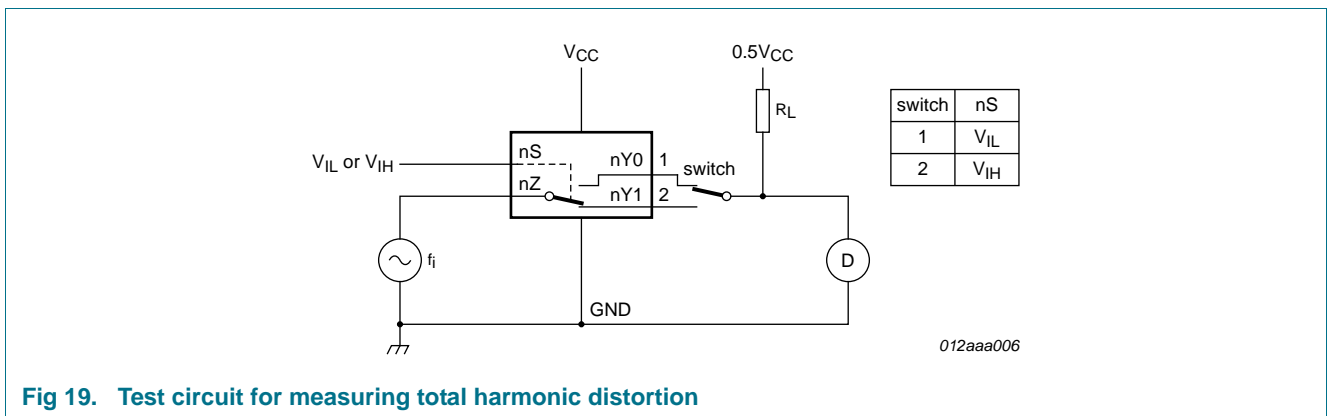 VCC
0.5VCC
RL
switch nS
1 VIL
2 VIH
VIL or VIH
nS
nY0 1
switch
nZ
nY1 2
fi
D
GND
012aaa006
Fig 19. Test circuit for measuring total harmonic distortion